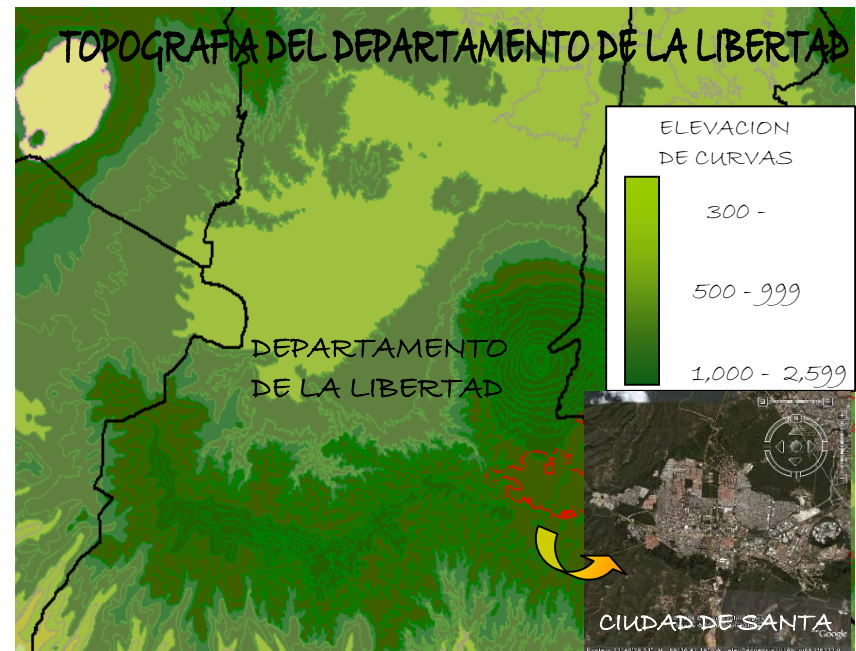 TOPOGRAFIA DEL DEPARTAMENTO DE LA LIBERTAD
ELEVACION
DE CURVAS
300 -
500 - 999
1,000 - 2,599
DEPARTAMENTO
DE LA LIBERTAD
N
CIUDAD DE SANTA
Google